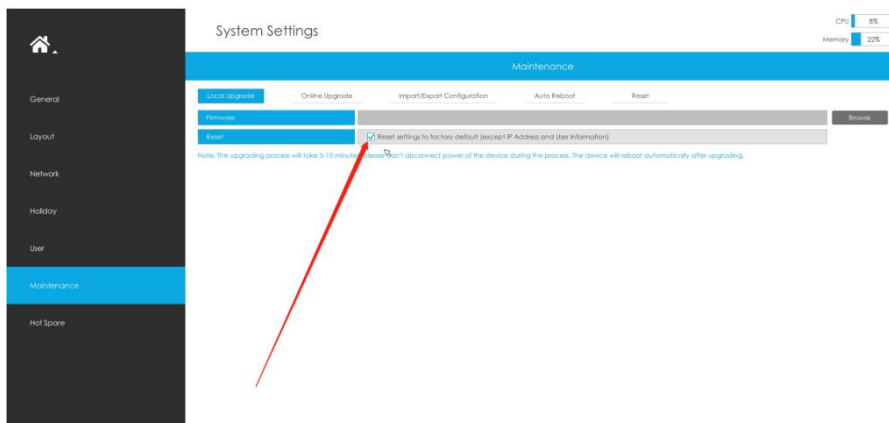 System Settings
CPU 8%
Memory 22%
Maintenance
General
Layout
Network
Holiday
User
Maintenance
Hot Spare
Local Upgrade Online Upgrade Import/Export Configuration Auto Reboot Reset
Firmware Browse
Reset Reset settings to factory default (except IP Address and User Information)
Note: The upgrading process will take 5-10 minutes, please don't disconnect power of the device during the process. The device will reboot automatically after upgrading.